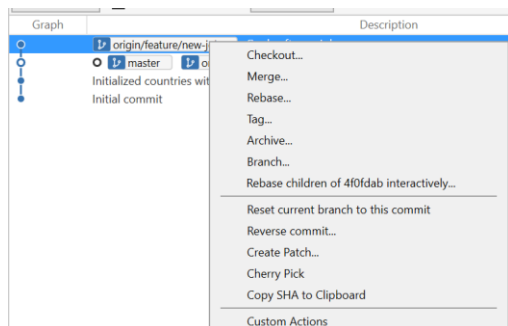 Graph Description
origin/feature/new-j
master
Initialized countries wit
Initial commit
Checkout...
Merge...
Rebase...
Tag...
Archive...
Branch...
Rebase children of 4f0fdab interactively...
Reset current branch to this commit
Reverse commit...
Create Patch...
Cherry Pick
Copy SHA to Clipboard
Custom Actions